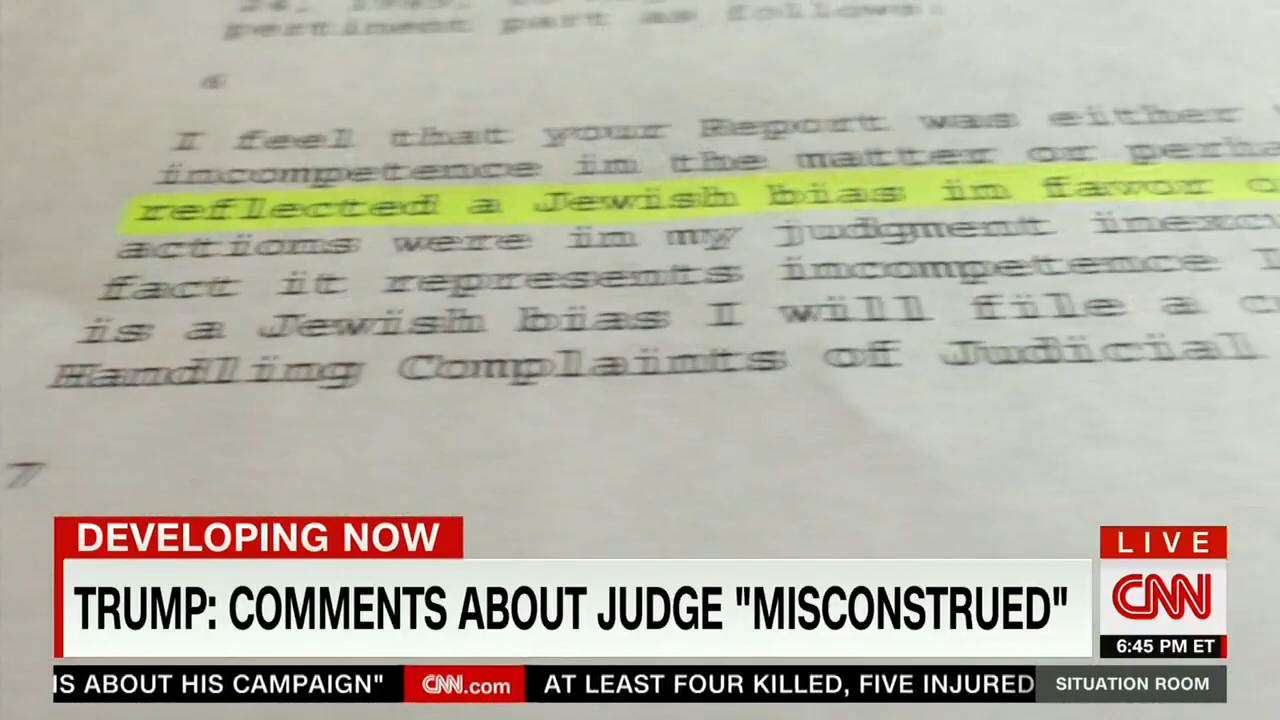 pertinent part as follows:
6
I feel that your Report was either
incompetence in the matter or perha
reflected a Jewish bias in favor o
actions were in my judgment inexcu
fact it represents incompetence I
is a Jewish bias I will file a c
Handling Complaints of Judicial
7
DEVELOPING NOW
TRUMP: COMMENTS ABOUT JUDGE "MISCONSTRUED"
LIVE
CNN
6:45 PM ET
IS ABOUT HIS CAMPAIGN"
CNN.com
AT LEAST FOUR KILLED, FIVE INJURED
SITUATION ROOM